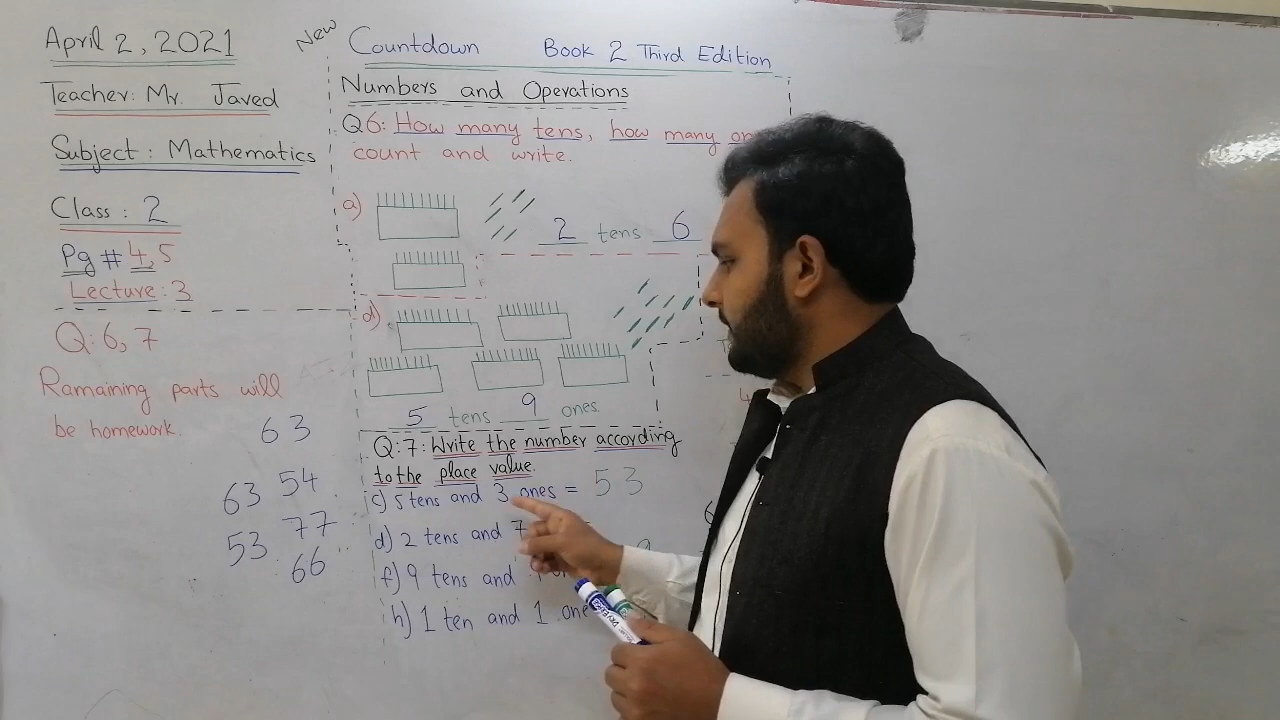 April 2, 2021
Teacher: Mr. Javed
Subject: Mathematics
Class: 2
Pg # 4,5
Lecture: 3
Q: 6, 7
Ramaining parts will
be homework.
63
63 54
53 77
66
New
Countdown Book 2 Third Edition
Numbers and Operations
Q6: How many tens, how many
count and write.
a)
2 tens 6
d)
5 tens 9 ones.
Q:7: Write the number according
to the place value.
c) 5 tens and 3 ones = 53
d) 2 tens and 7
f) 9 tens and
h) 1 ten and 1 one